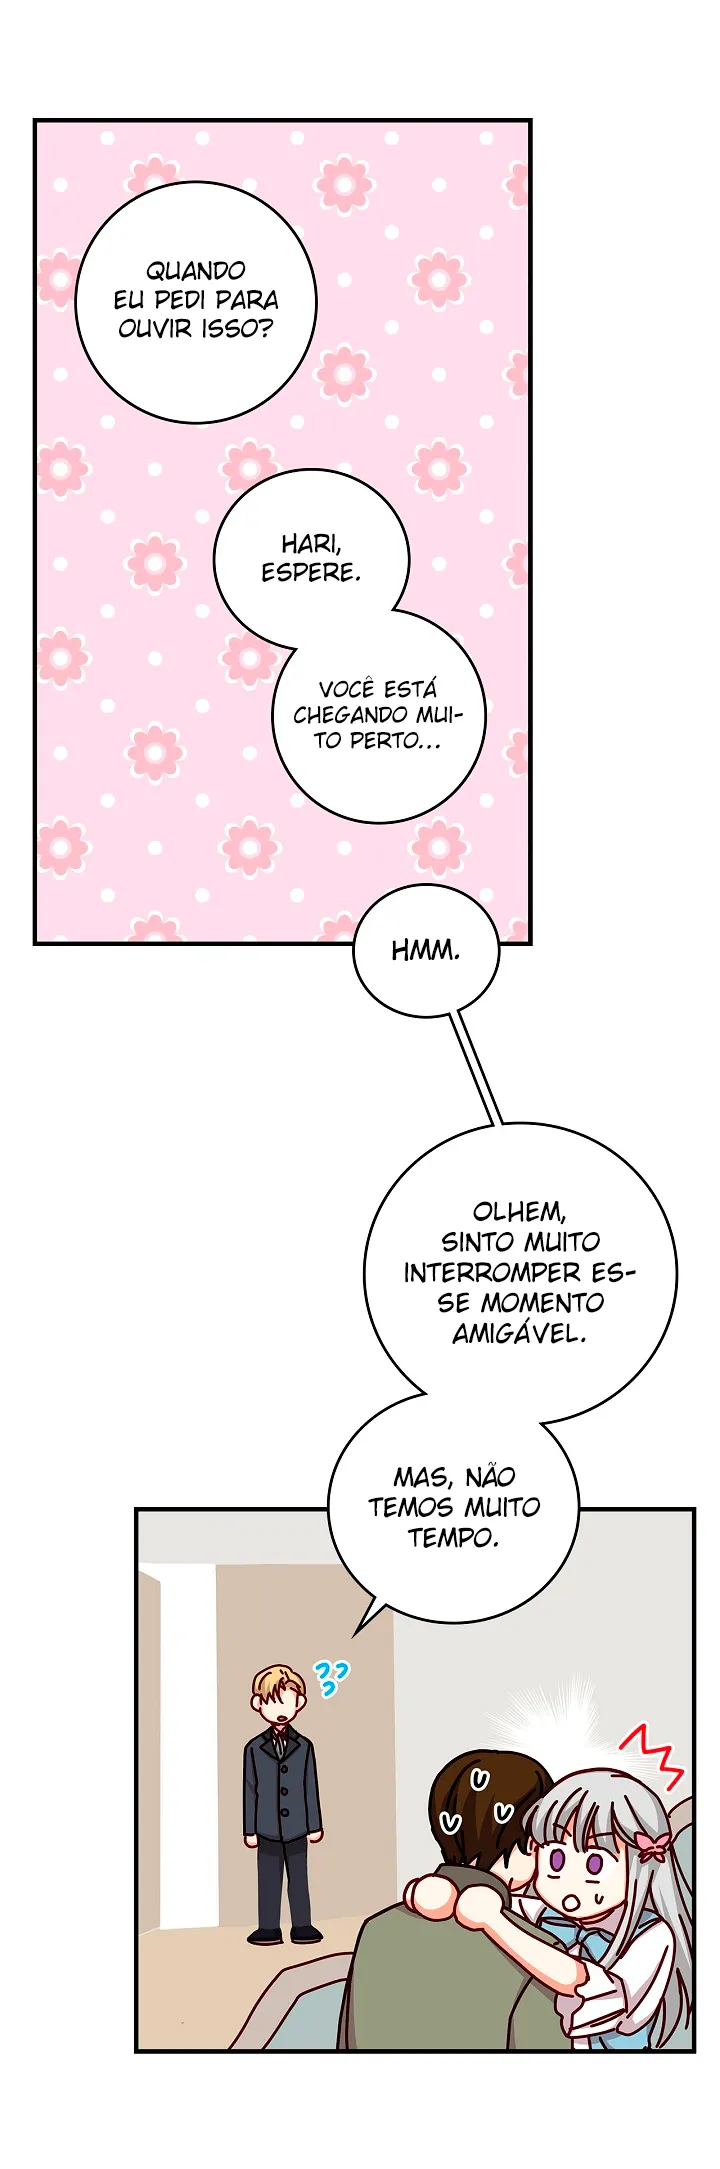 QUANDO
EU PEDI PARA
OUVIR ISSO?
HARI,
ESPERE.
VOCÊ ESTÁ
CHEGANDO MUI-
TO PERTO...
HMM.
OLHEM,
SINTO MUITO
INTERROMPER ES-
SE MOMENTO
AMIGÁVEL.
MAS, NÃO
TEMOS MUITO
TEMPO.